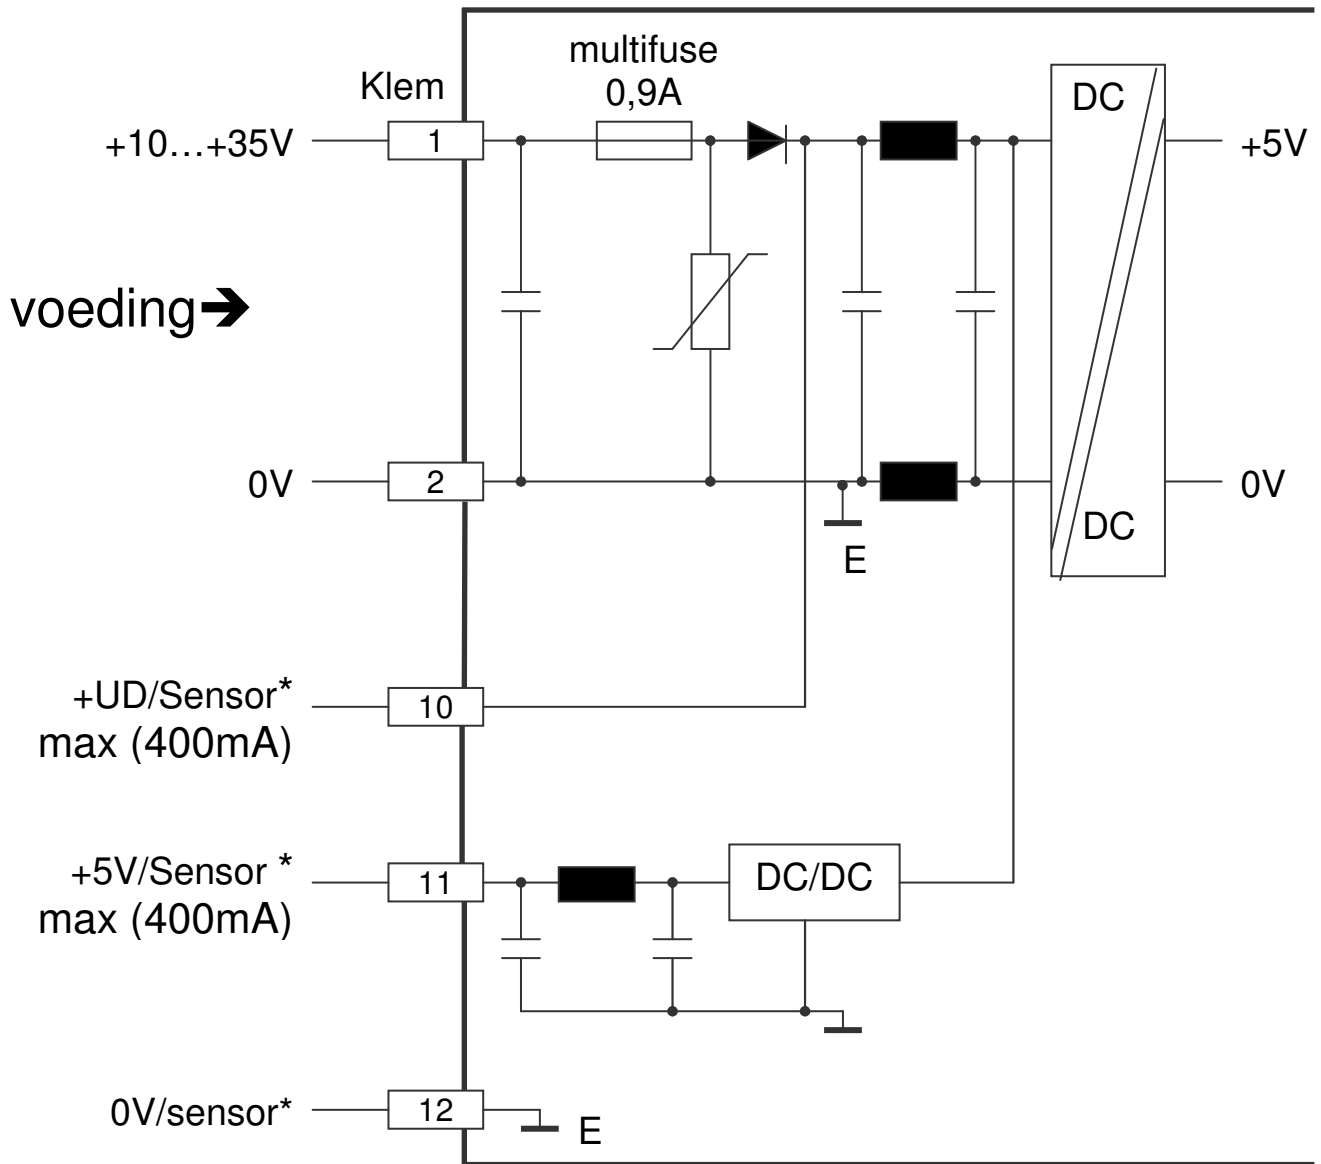 multifuse
0,9A
Klem
DC
+10...+35V
1
+5V
voeding➔
0V
2
0V
DC
E
+UD/Sensor*
10
max (400mA)
+5V/Sensor *
11
DC/DC
max (400mA)
0V/sensor*
12
E